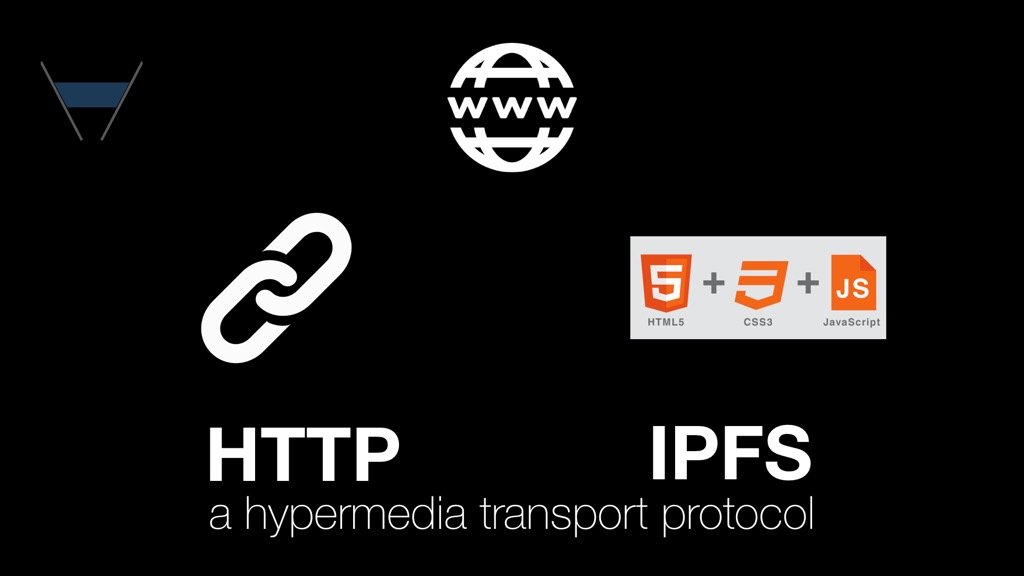 www
5 + 3 + JS
HTML5 CSS3 JavaScript
HTTP IPFS
a hypermedia transport protocol